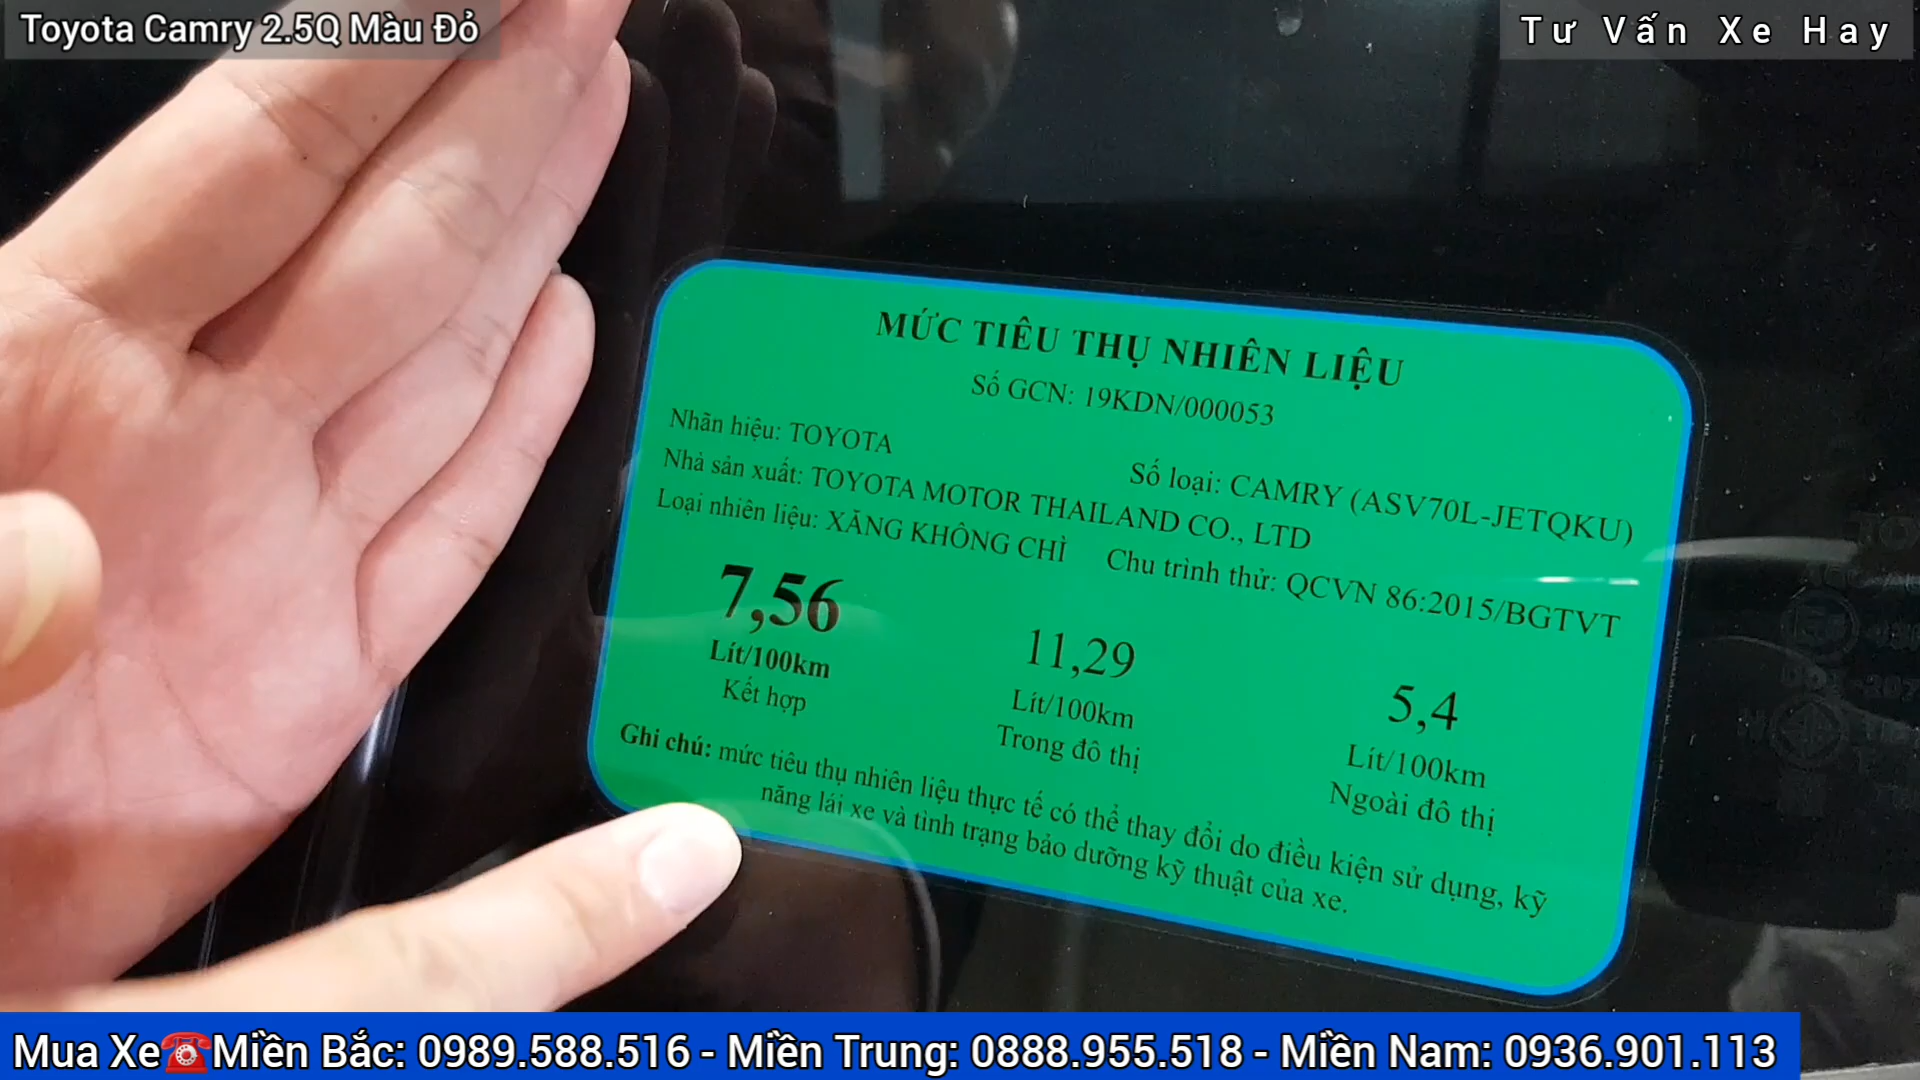 Toyota Camry 2.5Q Màu Đỏ
Tư Vấn Xe Hay
MỨC TIÊU THỤ NHIÊN LIỆU
Số GCN: 19KDN/000053
Nhãn hiệu: TOYOTA
Số loại: CAMRY (ASV70L-JETQKU)
Nhà sản xuất: TOYOTA MOTOR THAILAND CO., LTD
Loại nhiên liệu: XĂNG KHÔNG CHÌ
Chu trình thử: QCVN 86:2015/BGTVT
7,56
Lít/100km
Kết hợp
11,29
Lít/100km
Trong đô thị
5,4
Lít/100km
Ngoài đô thị
Ghi chú: mức tiêu thụ nhiên liệu thực tế có thể thay đổi do điều kiện sử dụng, kỹ
năng lái xe và tình trạng bảo dưỡng kỹ thuật của xe.
Mua Xe☎️Miền Bắc: 0989.588.516 - Miền Trung: 0888.955.518 - Miền Nam: 0936.901.113